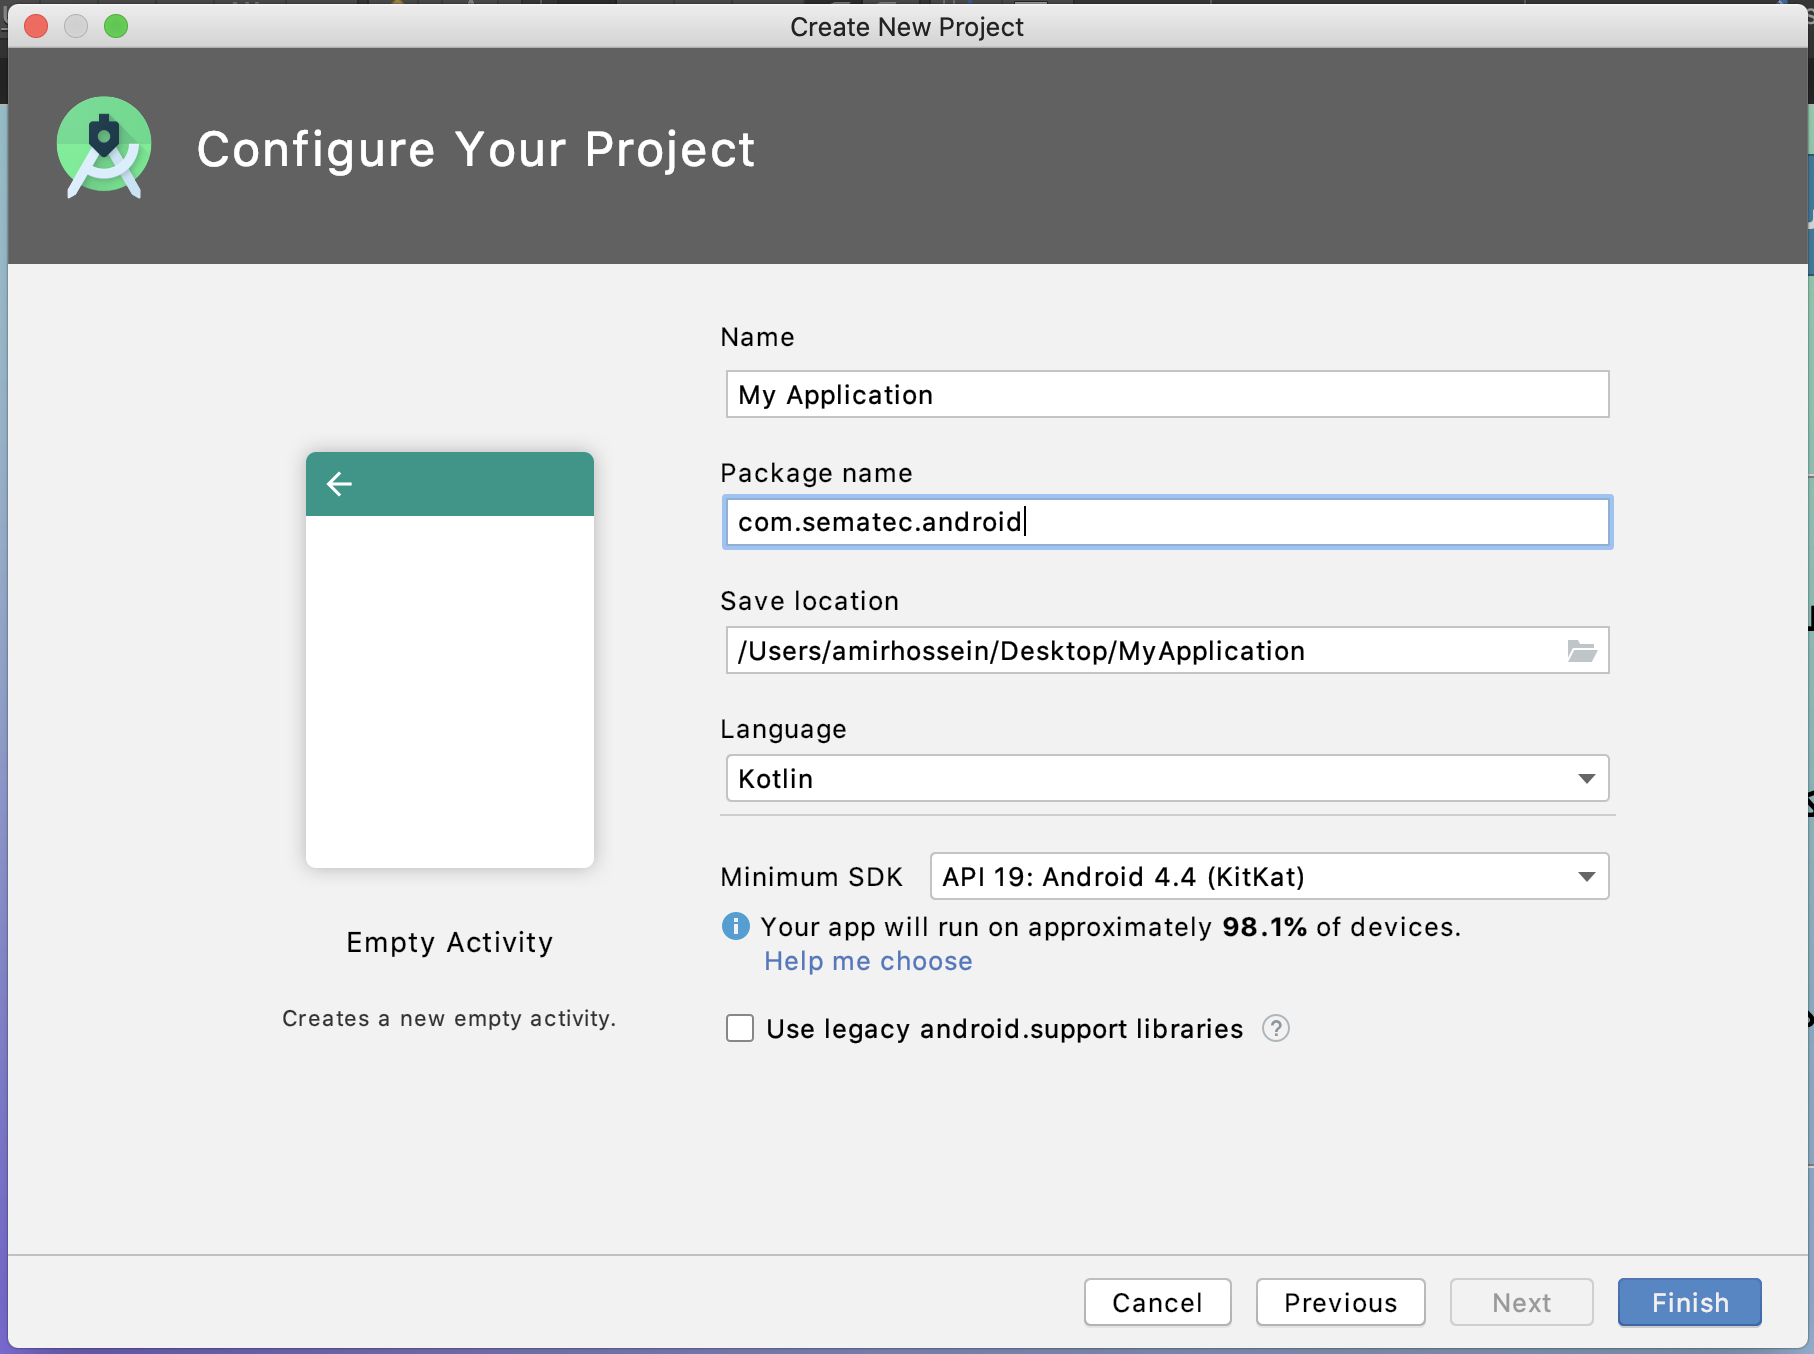 Create New Project
Configure Your Project
Name
My Application
Package name
com.sematec.android
Save location
/Users/amirhossein/Desktop/MyApplication
Language
Kotlin
Minimum SDK API 19: Android 4.4 (KitKat)
Your app will run on approximately 98.1% of devices.
Help me choose
Use legacy android.support libraries ?
Empty Activity
Creates a new empty activity.
Cancel Previous Next Finish